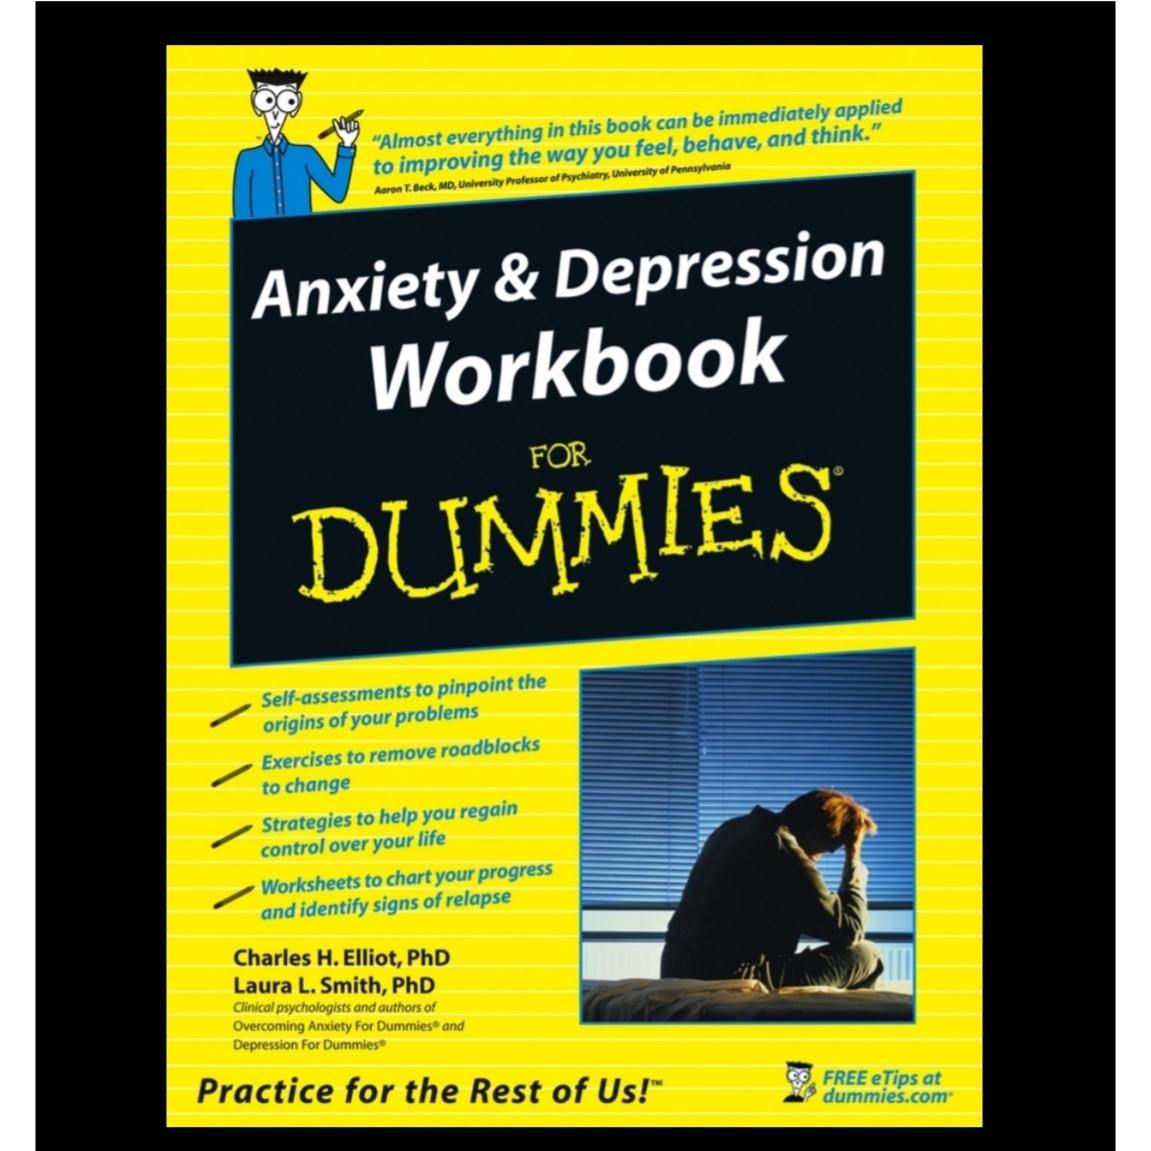 “Almost everything in this book can be immediately applied
to improving the way you feel, behave, and think.”
Aaron T. Beck, MD, University Professor of Psychiatry, University of Pennsylvania
Anxiety & Depression
Workbook
FOR
DUMMIES®
Self-assessments to pinpoint the
origins of your problems
Exercises to remove roadblocks
to change
Strategies to help you regain
control over your life
Worksheets to chart your progress
and identify signs of relapse
Charles H. Elliot, PhD
Laura L. Smith, PhD
Clinical psychologists and authors of
Overcoming Anxiety For Dummies® and
Depression For Dummies®
Practice for the Rest of Us!™
FREE eTips at
dummies.com®